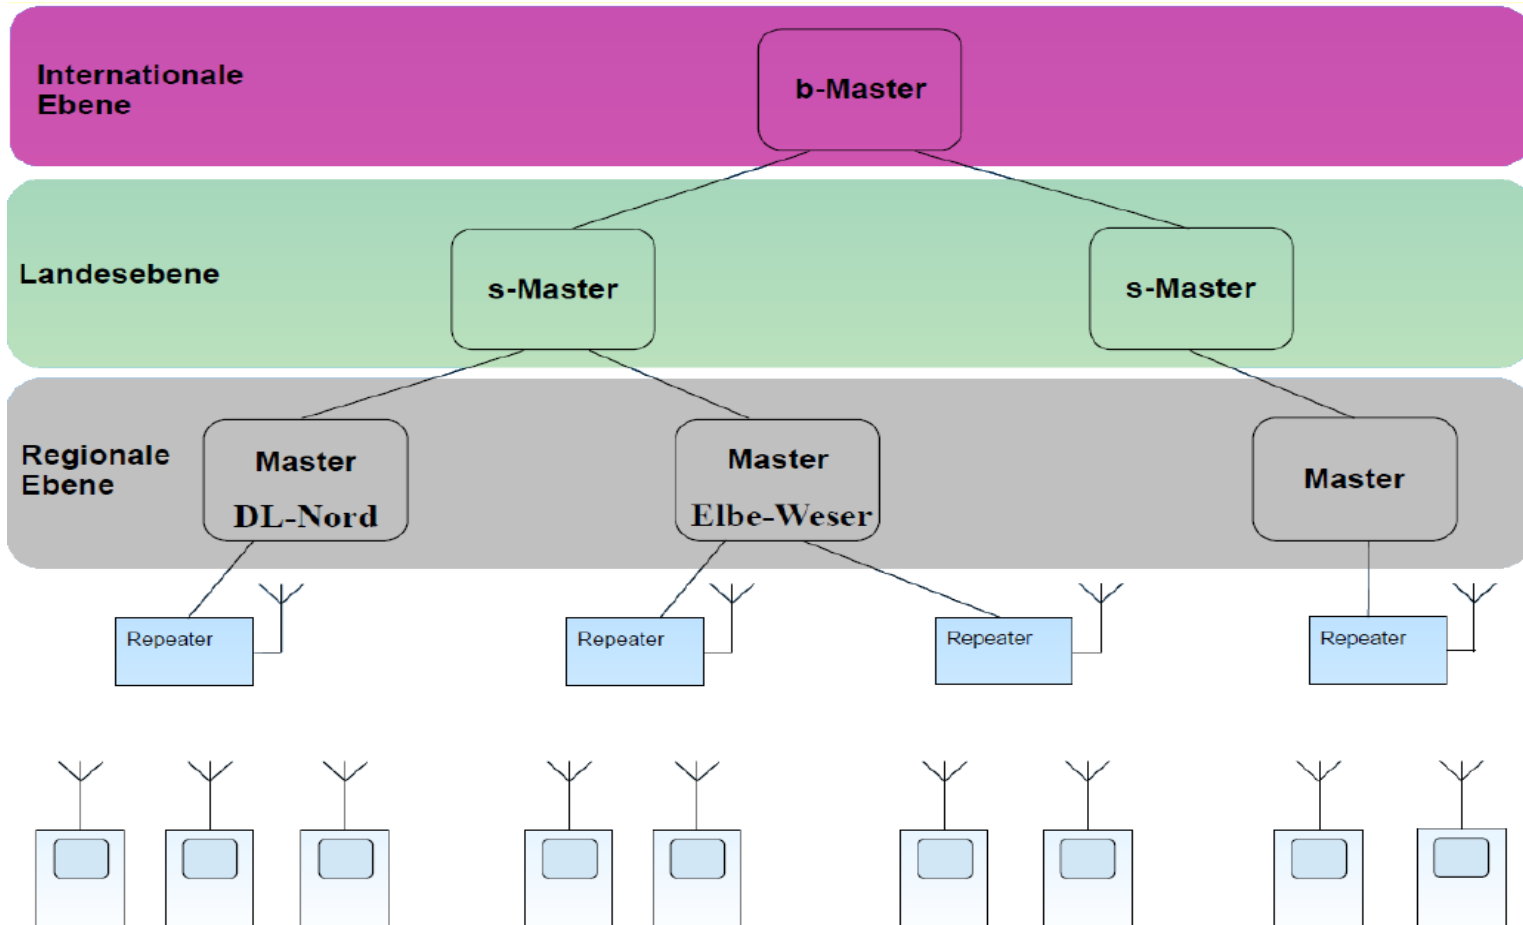 Internationale
Ebene
b-Master
Landesebene
s-Master
s-Master
Regionale
Ebene
Master
DL-Nord
Master
Elbe-Weser
Master
Repeater
Repeater
Repeater
Repeater